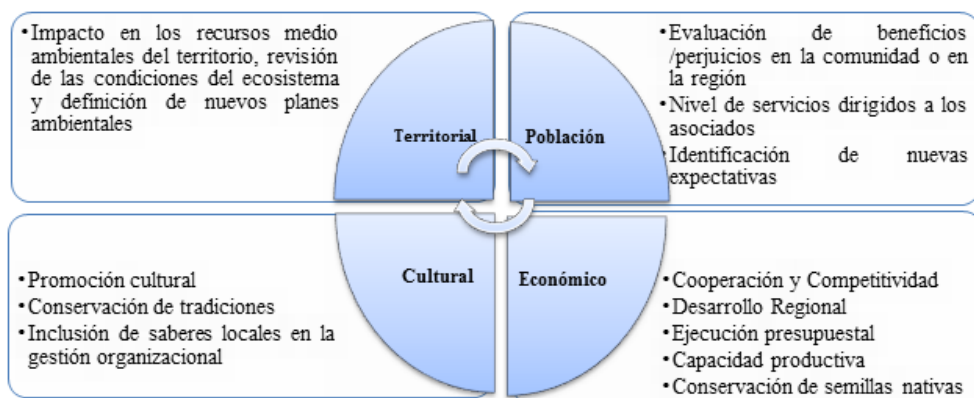 •Impacto en los recursos medio
ambientales del territorio, revisión
de las condiciones del ecosistema
y definición de nuevos planes
ambientales
Territorial
•Evaluación de beneficios
/perjuicios en la comunidad o en
la región
•Nivel de servicios dirigidos a los
asociados
•Identificación de nuevas
expectativas
Población
•Promoción cultural
•Conservación de tradiciones
•Inclusión de saberes locales en la
gestión organizacional
Cultural
Económico
•Cooperación y Competitividad
•Desarrollo Regional
•Ejecución presupuestal
•Capacidad productiva
•Conservación de semillas nativas